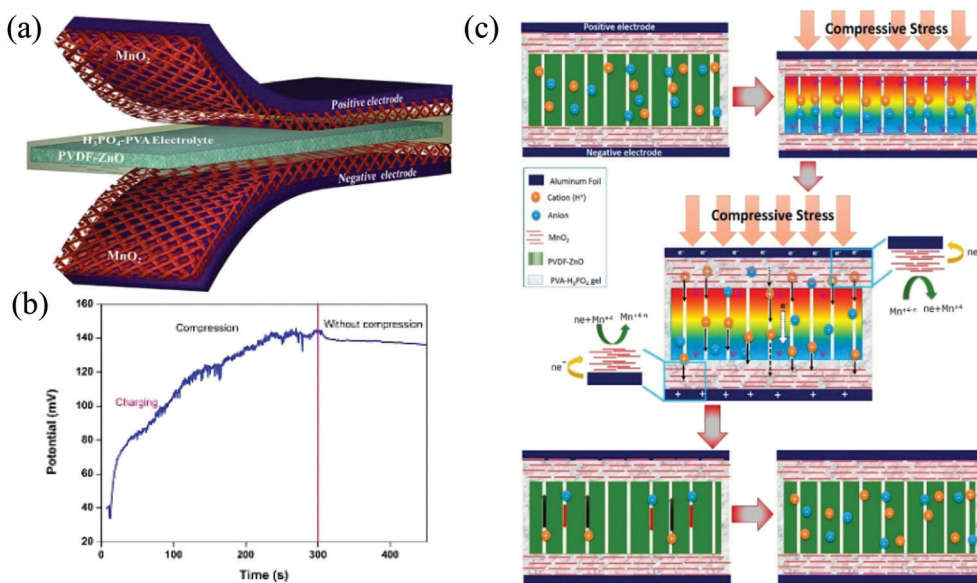 (a)
MnO₂
Positive electrode
H₃PO₄-PVA Electrolyte
PVDF-ZnO
Negative electrode
MnO₂
(b)
160
140
120
100
80
60
40
20
Potential (mV)
Compression
Without compression
Charging
0
100
200
300
400
Time (s)
(c)
Positive electrode
Negative electrode
Compressive Stress
Aluminum Foil
Cation (H⁺)
Anion
MnO₂
PVDF-ZnO
PVA-H₃PO₄ gel
Compressive Stress
e⁻ e⁻ e⁻ e⁻ e⁻ e⁻ e⁻
ne⁻
Mn⁺⁴⁻ⁿ ne+Mn⁺⁴
ne+Mn⁺⁴ Mn⁺⁴⁻ⁿ
ne⁻
+ + + + + + +